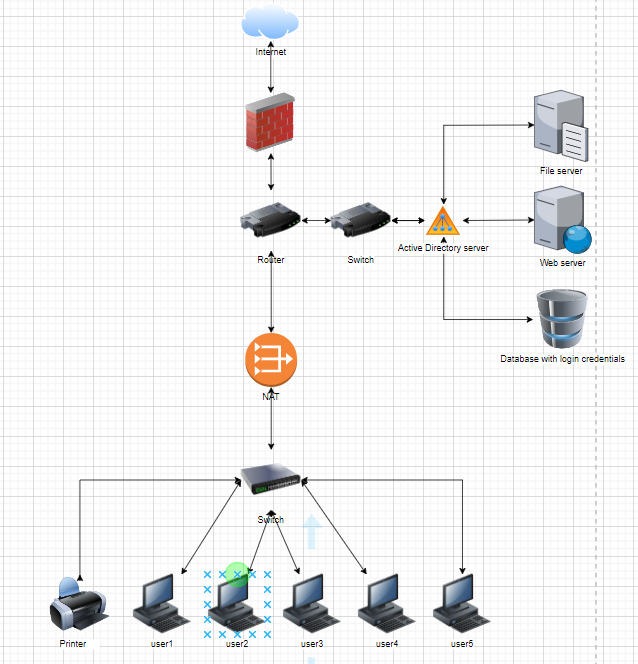 Internet
File server
Router
Switch
Active Directory server
Web server
Database with login credentials
NAT
Switch
Printer
user1
user2
user3
user4
user5